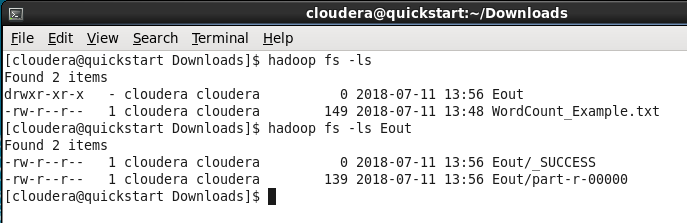 cloudera@quickstart:~/Downloads
File Edit View Search Terminal Help
[cloudera@quickstart Downloads]$ hadoop fs -ls
Found 2 items
drwxr-xr-x   - cloudera cloudera          0 2018-07-11 13:56 Eout
-rw-r--r--   1 cloudera cloudera        149 2018-07-11 13:48 WordCount_Example.txt
[cloudera@quickstart Downloads]$ hadoop fs -ls Eout
Found 2 items
-rw-r--r--   1 cloudera cloudera          0 2018-07-11 13:56 Eout/_SUCCESS
-rw-r--r--   1 cloudera cloudera        139 2018-07-11 13:56 Eout/part-r-00000
[cloudera@quickstart Downloads]$